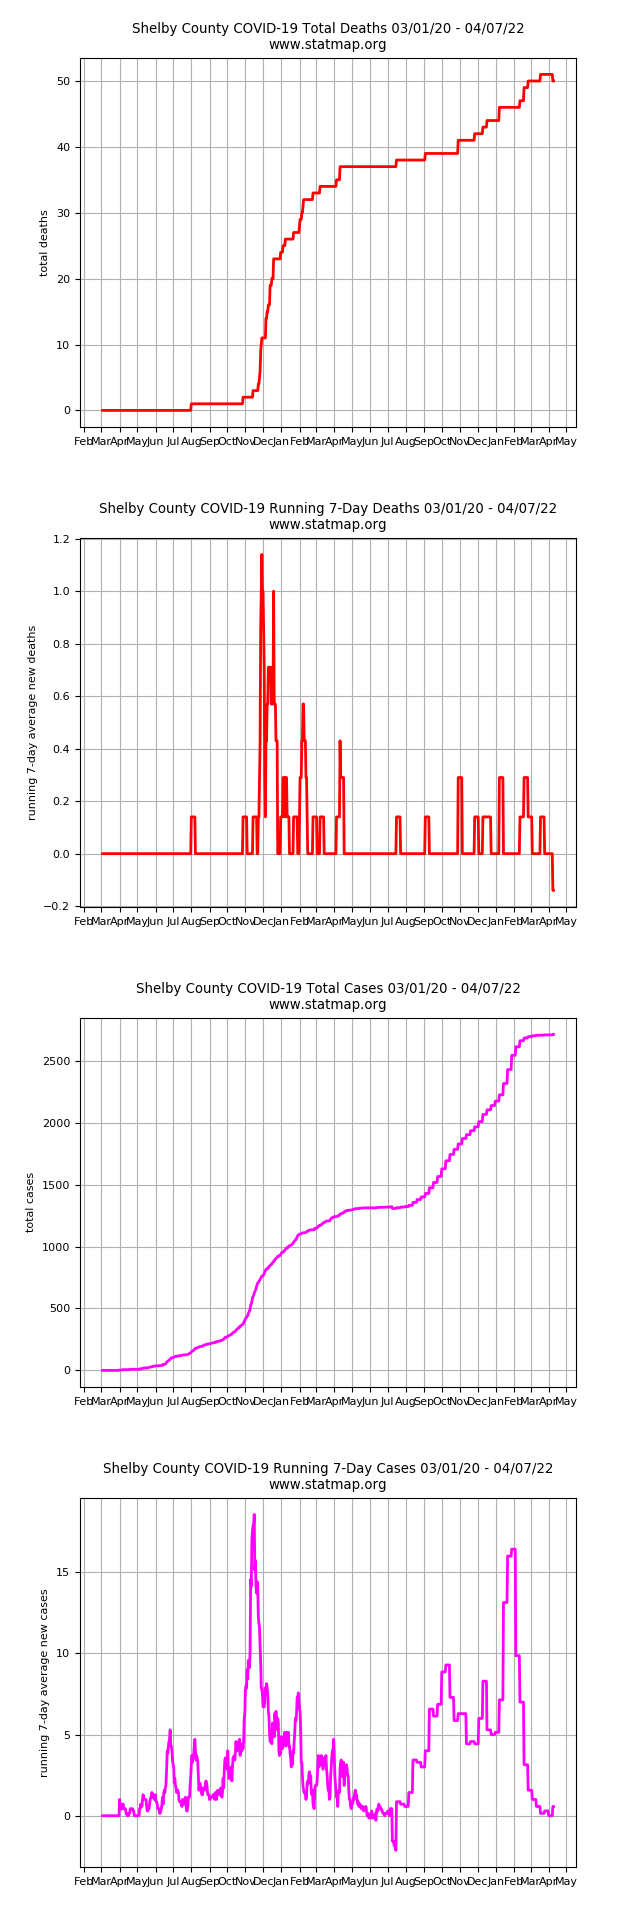 Shelby County COVID-19 Total Deaths 03/01/20 - 04/07/22
www.statmap.org
50
40
30
20
10
0
total deaths
Feb Mar Apr May Jun Jul Aug Sep Oct Nov Dec Jan Feb Mar Apr May Jun Jul Aug Sep Oct Nov Dec Jan Feb Mar Apr May
Shelby County COVID-19 Running 7-Day Deaths 03/01/20 - 04/07/22
www.statmap.org
1.2
1.0
0.8
0.6
0.4
0.2
0.0
−0.2
running 7-day average new deaths
Feb Mar Apr May Jun Jul Aug Sep Oct Nov Dec Jan Feb Mar Apr May Jun Jul Aug Sep Oct Nov Dec Jan Feb Mar Apr May
Shelby County COVID-19 Total Cases 03/01/20 - 04/07/22
www.statmap.org
2500
2000
1500
1000
500
0
total cases
Feb Mar Apr May Jun Jul Aug Sep Oct Nov Dec Jan Feb Mar Apr May Jun Jul Aug Sep Oct Nov Dec Jan Feb Mar Apr May
Shelby County COVID-19 Running 7-Day Cases 03/01/20 - 04/07/22
www.statmap.org
15
10
5
0
running 7-day average new cases
Feb Mar Apr May Jun Jul Aug Sep Oct Nov Dec Jan Feb Mar Apr May Jun Jul Aug Sep Oct Nov Dec Jan Feb Mar Apr May